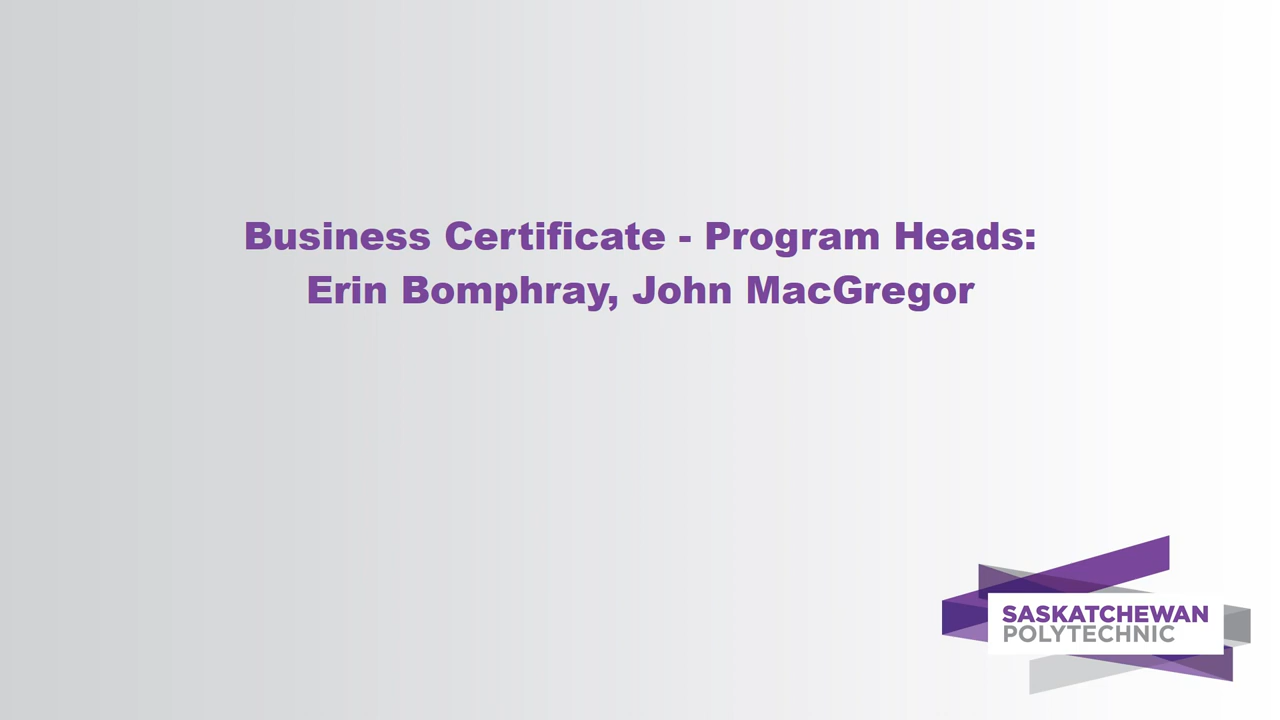 Business Certificate - Program Heads:
Erin Bomphray, John MacGregor
SASKATCHEWAN
POLYTECHNIC